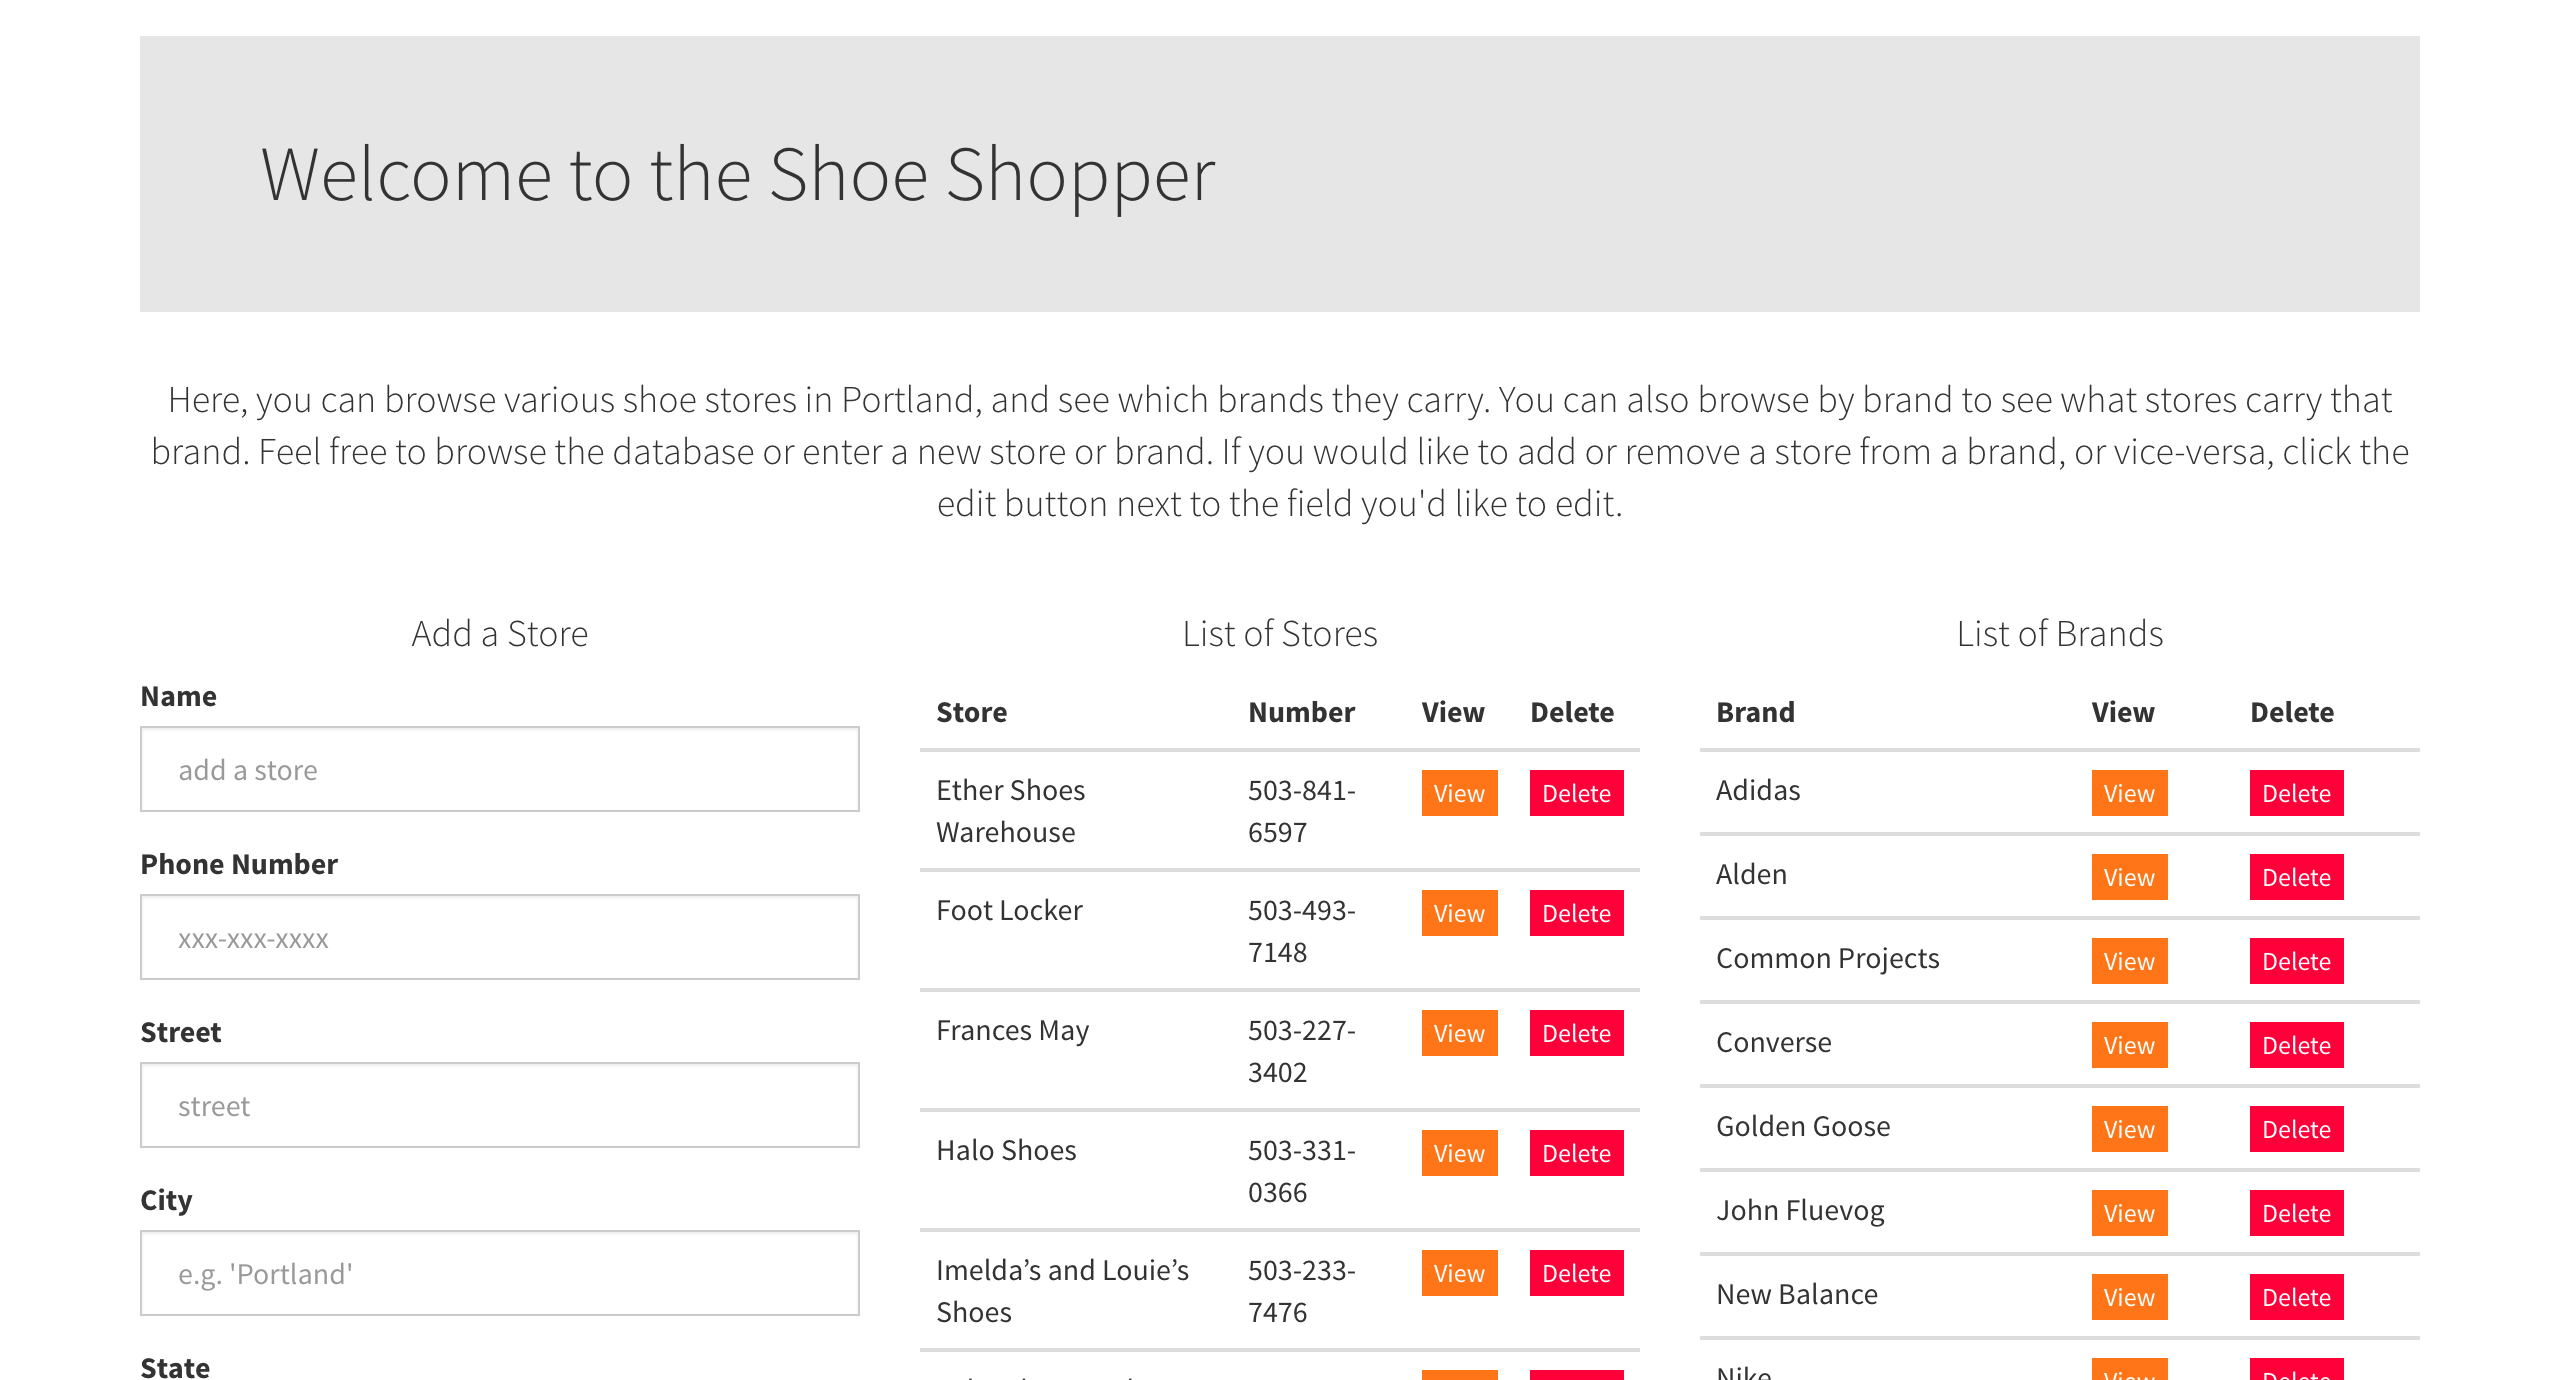 Welcome to the Shoe Shopper
Here, you can browse various shoe stores in Portland, and see which brands they carry. You can also browse by brand to see what stores carry that
brand. Feel free to browse the database or enter a new store or brand. If you would like to add or remove a store from a brand, or vice-versa, click the
edit button next to the field you'd like to edit.
Add a Store
Name
add a store
Phone Number
xxx-xxx-xxxx
Street
street
City
e.g. 'Portland'
State
List of Stores
Store Number View Delete
Ether Shoes 503-841- View Delete
Warehouse 6597
Foot Locker 503-493- View Delete
7148
Frances May 503-227- View Delete
3402
Halo Shoes 503-331- View Delete
0366
Imelda’s and Louie’s 503-233- View Delete
Shoes 7476
List of Brands
Brand View Delete
Adidas View Delete
Alden View Delete
Common Projects View Delete
Converse View Delete
Golden Goose View Delete
John Fluevog View Delete
New Balance View Delete
Nike View Delete